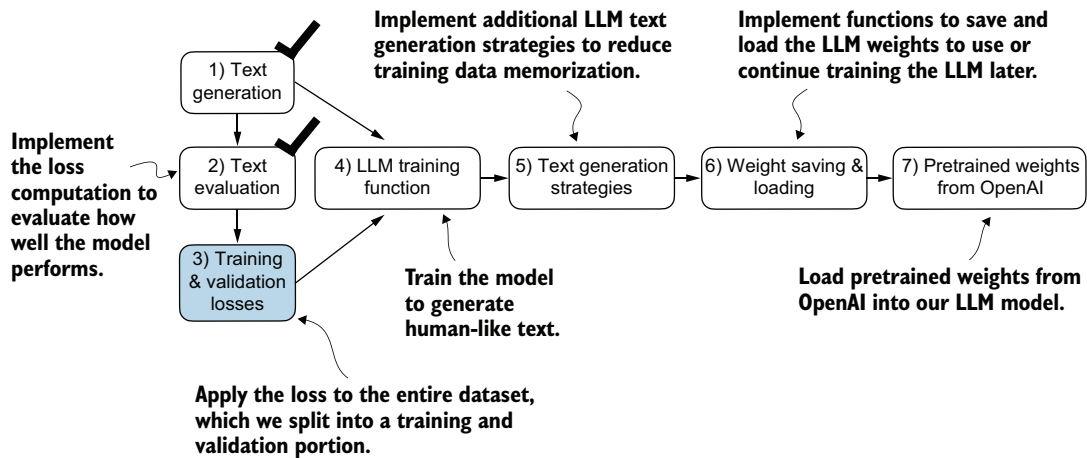 Implement additional LLM text
generation strategies to reduce
training data memorization.
Implement functions to save and
load the LLM weights to use or
continue training the LLM later.
1) Text
generation
Implement
the loss
computation to
evaluate how
well the model
performs.
2) Text
evaluation
4) LLM training
function
5) Text generation
strategies
6) Weight saving &
loading
7) Pretrained weights
from OpenAI
3) Training
& validation
losses
Train the model
to generate
human-like text.
Load pretrained weights from
OpenAI into our LLM model.
Apply the loss to the entire dataset,
which we split into a training and
validation portion.